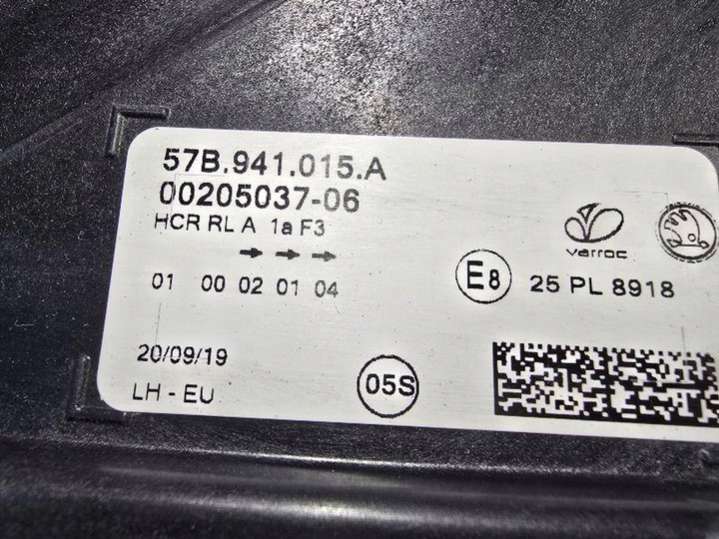 57B.941.015.A
00205037-06
HCR RL A 1a F3
→ → →
01 00 02 01 04
varroc
E8 25 PL 8918
20/09/19
LH - EU
05S